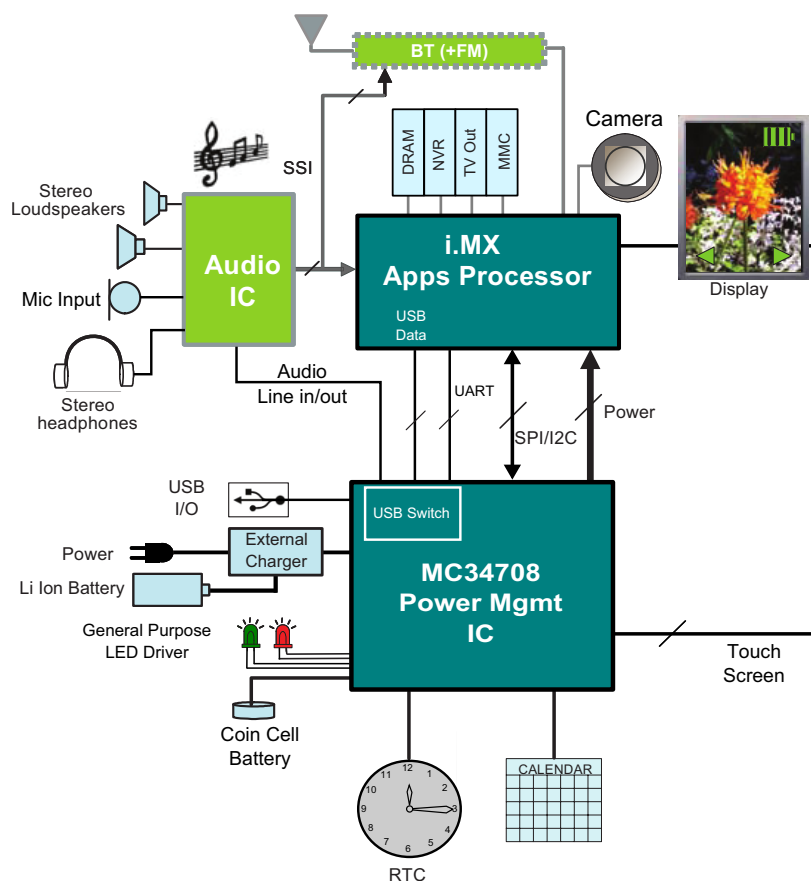 BT (+FM)
SSI
DRAM
NVR
TV Out
MMC
Camera
Stereo
Loudspeakers
Audio
IC
i.MX
Apps Processor
USB
Data
Display
Mic Input
Stereo
headphones
Audio
Line in/out
UART
SPI/I2C
Power
USB
I/O
USB Switch
Power
External
Charger
Li Ion Battery
MC34708
Power Mgmt
IC
General Purpose
LED Driver
Touch
Screen
Coin Cell
Battery
12
1
2
3
4
5
6
7
8
9
10
11
RTC
CALENDAR